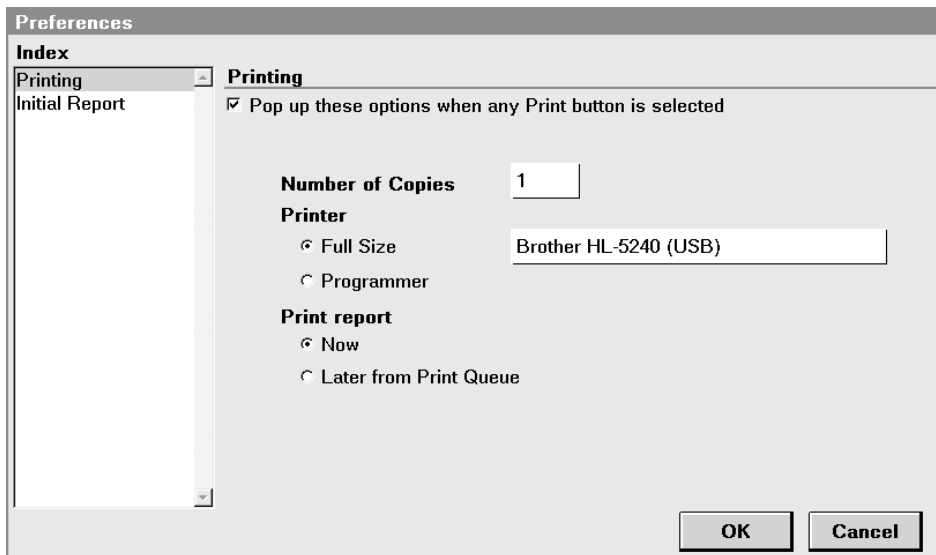 Preferences
Index
Printing
Initial Report
Printing
Pop up these options when any Print button is selected
Number of Copies 1
Printer
Full Size Brother HL-5240 (USB)
Programmer
Print report
Now
Later from Print Queue
OK Cancel